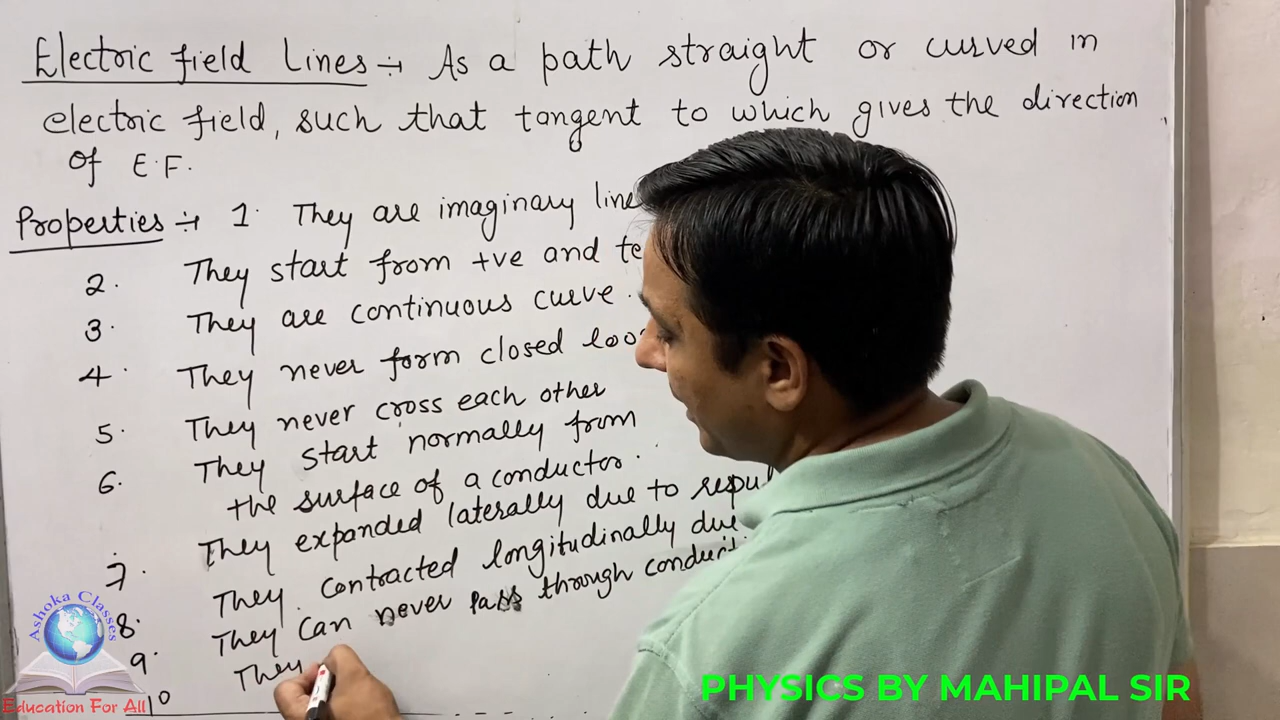 Electric field Lines :- As a path straight or curved in
electric field, such that tangent to which gives the direction
of E.F.
Properties :- 1. They are imaginary line
2. They start from +ve and te
3. They are continuous curve.
4. They never form closed loo
5. They never cross each other
6. They start normally from
the surface of a conductor.
7. They expanded laterally due to repul
8. They contracted longitudinally due
9. They can never pass through conduct
10 They
Ashoka Classes
Education For All
PHYSICS BY MAHIPAL SIR